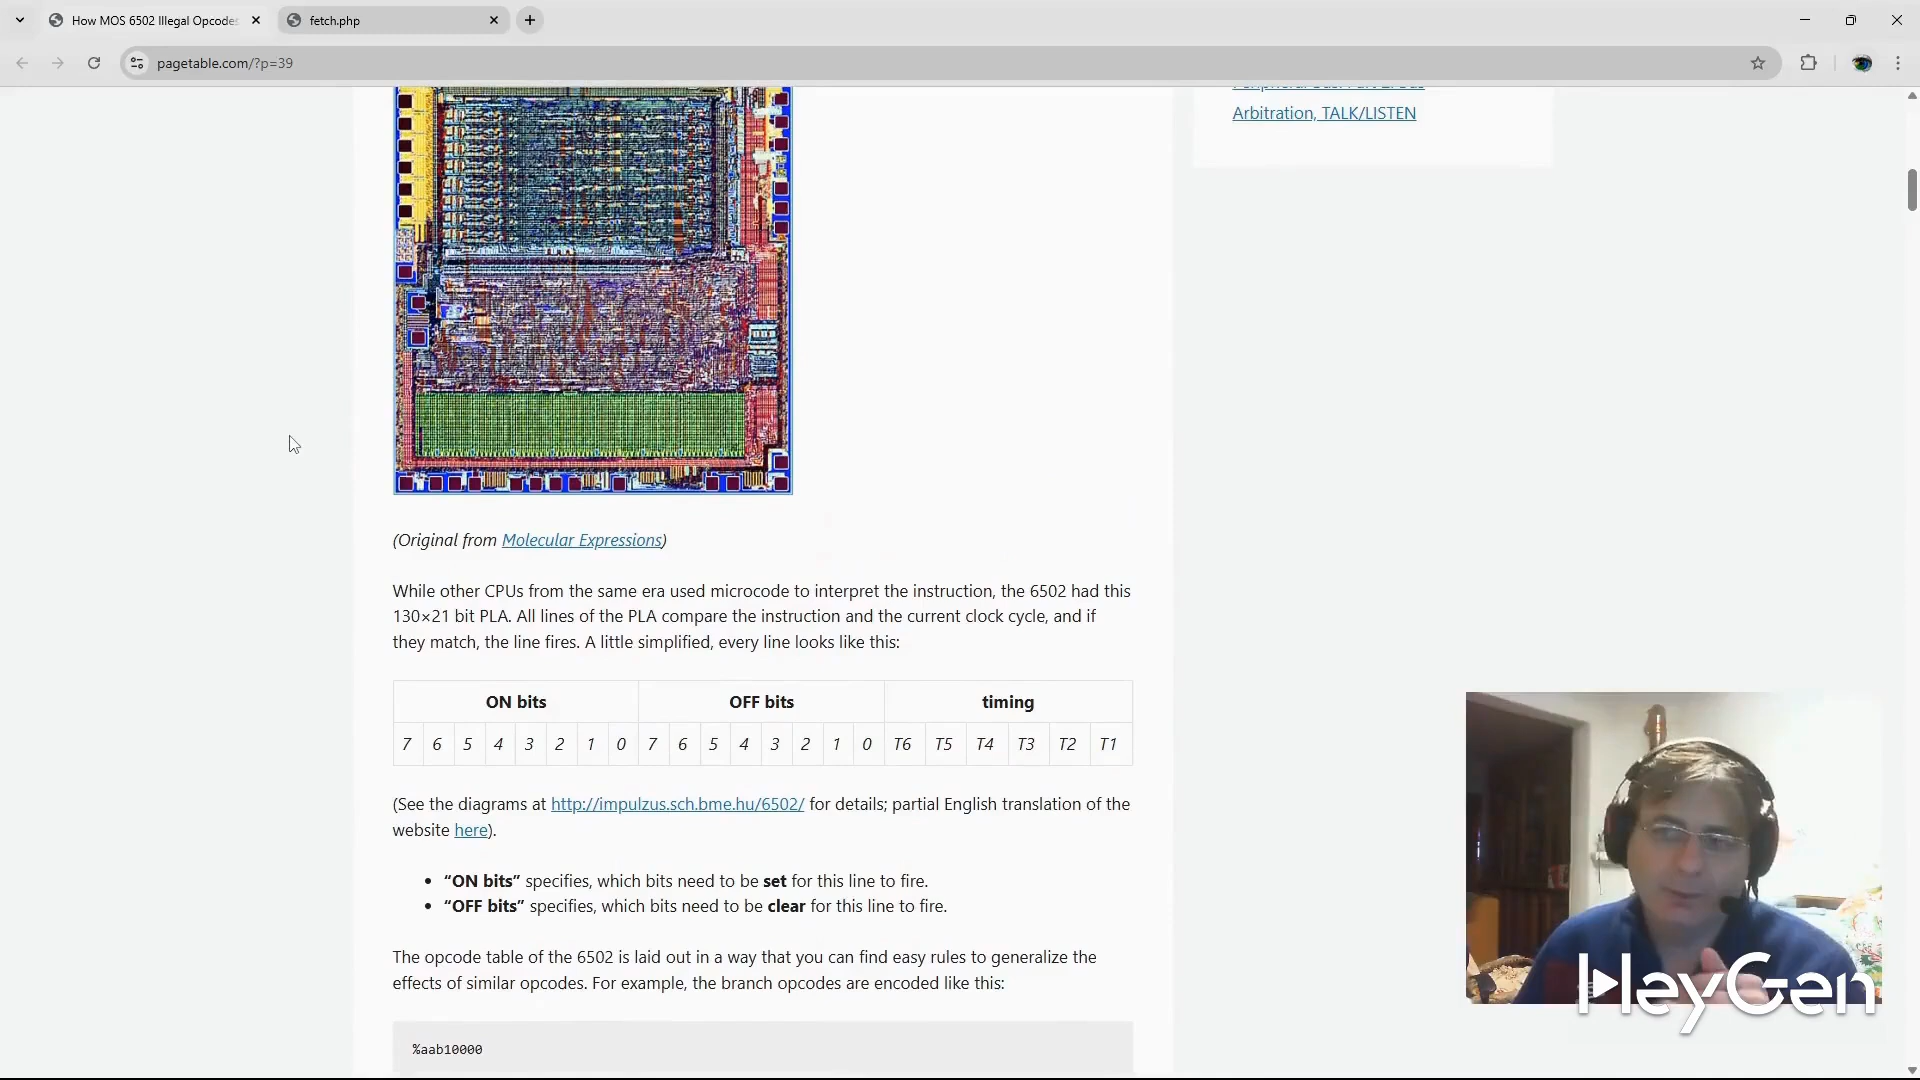 How MOS 6502 Illegal Opcodes
fetch.php
pagetable.com/?p=39
Arbitration, TALK/LISTEN
(Original from Molecular Expressions)
While other CPUs from the same era used microcode to interpret the instruction, the 6502 had this
130×21 bit PLA. All lines of the PLA compare the instruction and the current clock cycle, and if
they match, the line fires. A little simplified, every line looks like this:
ON bits OFF bits timing
7 6 5 4 3 2 1 0 7 6 5 4 3 2 1 0 T6 T5 T4 T3 T2 T1
(See the diagrams at http://impulzus.sch.bme.hu/6502/ for details; partial English translation of the
website here).
• “ON bits” specifies, which bits need to be set for this line to fire.
• “OFF bits” specifies, which bits need to be clear for this line to fire.
The opcode table of the 6502 is laid out in a way that you can find easy rules to generalize the
effects of similar opcodes. For example, the branch opcodes are encoded like this:
%aab10000
HeyGen